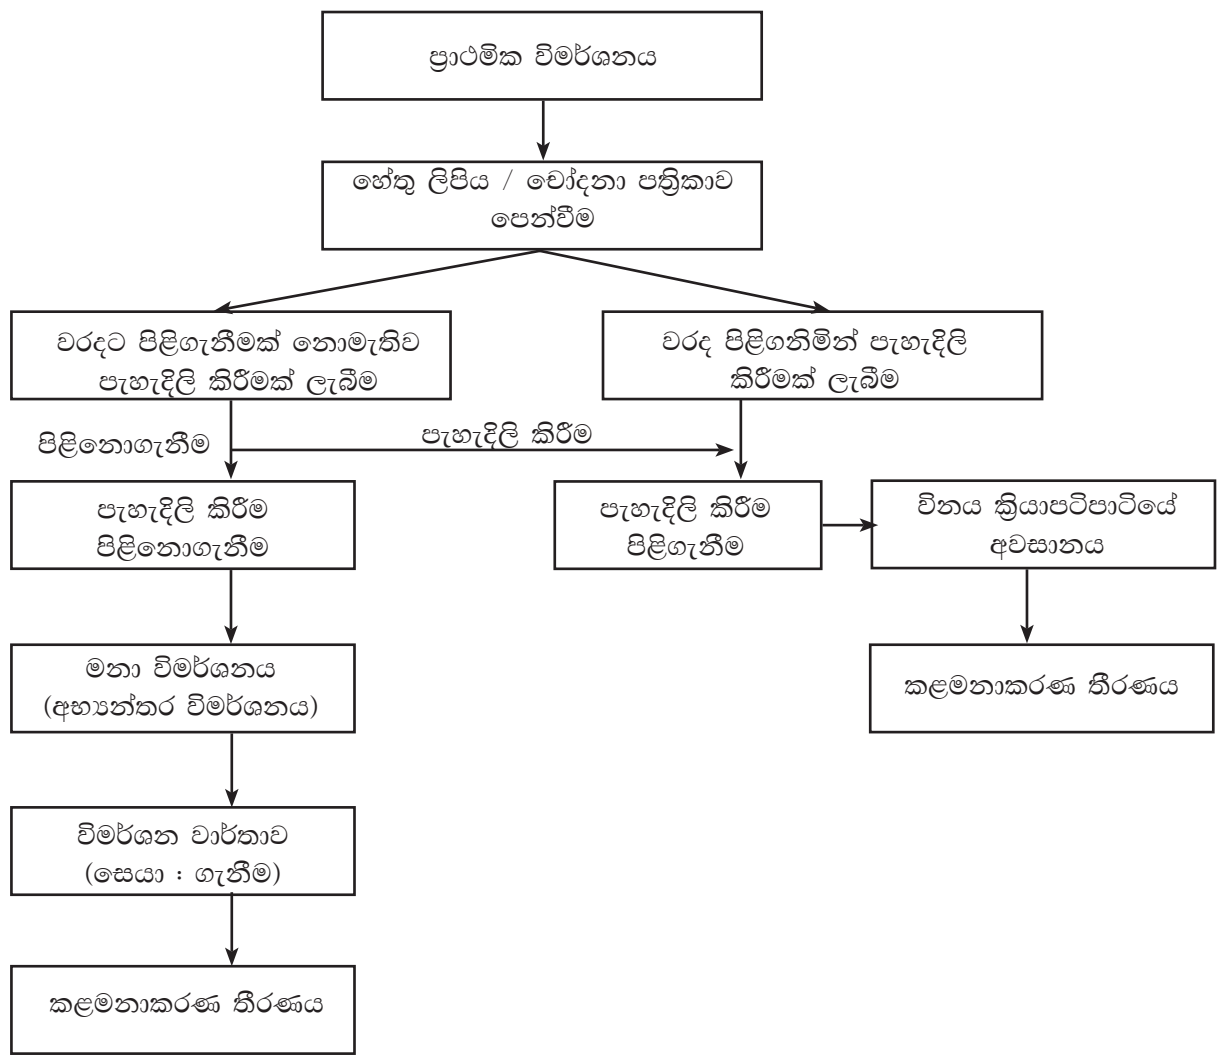 ප්‍රාථමික විමර්ශනය
හේතු ලිපිය / චෝදනා පත්‍රිකාව
පෙන්වීම
වරදට පිළිගැනීමක් නොමැතිව
පැහැදිලි කිරීමක් ලැබීම
වරද පිළිගනිමින් පැහැදිලි
කිරීමක් ලැබීම
පිළිනොගැනීම
පැහැදිලි කිරීම
පැහැදිලි කිරීම
පිළිනොගැනීම
පැහැදිලි කිරීම
පිළිගැනීම
විනය ක්‍රියාපටිපාටියේ
අවසානය
මනා විමර්ශනය
(අභ්‍යන්තර විමර්ශනය)
කළමනාකරණ තීරණය
විමර්ශන වාර්තාව
(සෙයා : ගැනීම)
කළමනාකරණ තීරණය